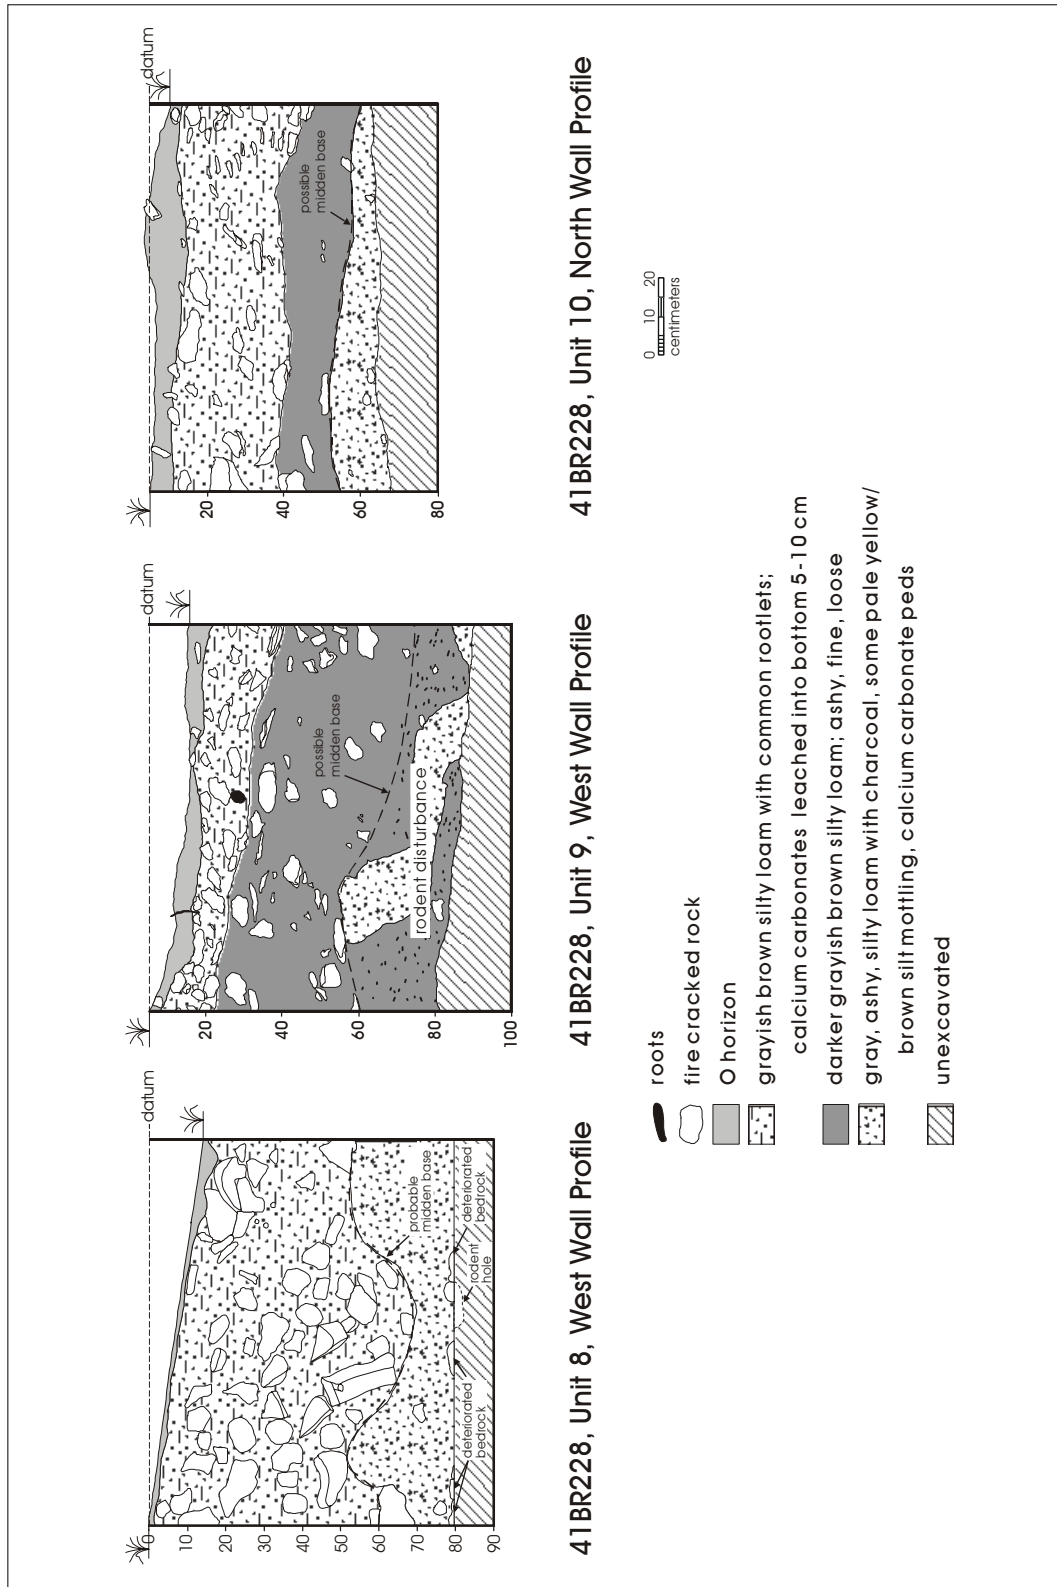 datum
0
10
20
30
40
50
60
70
80
90
probable
midden base
deteriorated
bedrock
rodent
hole
deteriorated
bedrock
41BR228, Unit 8, West Wall Profile
datum
20
40
60
80
100
possible
midden base
rodent disturbance
41BR228, Unit 9, West Wall Profile
datum
20
40
60
80
possible
midden base
41BR228, Unit 10, North Wall Profile
0 10 20
centimeters
roots
fire cracked rock
O horizon
grayish brown silty loam with common rootlets;
calcium carbonates leached into bottom 5-10 cm
darker grayish brown silty loam; ashy, fine, loose
gray, ashy, silty loam with charcoal, some pale yellow/
brown silt mottling, calcium carbonate peds
unexcavated